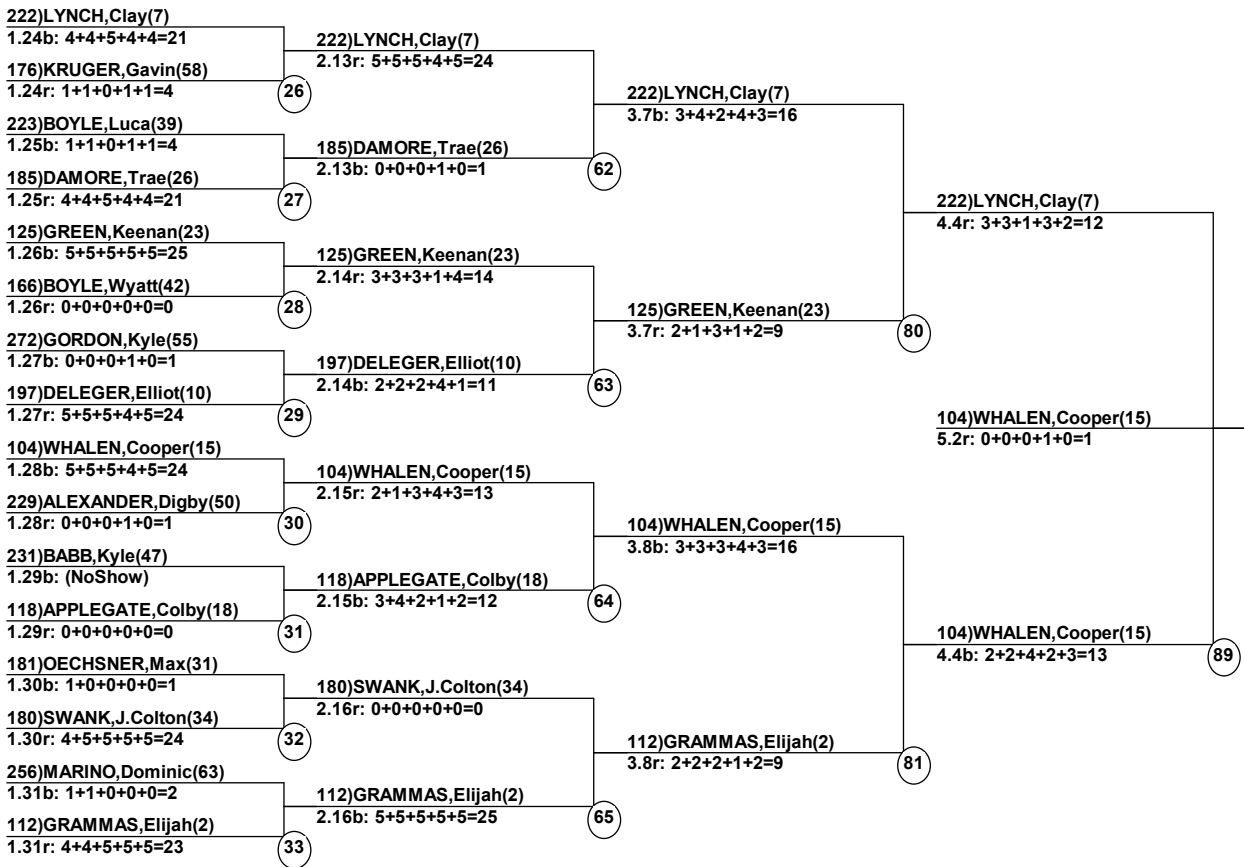 222)LYNCH,Clay(7)
1.24b: 4+4+5+4+4=21
176)KRUGER,Gavin(58)
1.24r: 1+1+0+1+1=4
26
223)BOYLE,Luca(39)
1.25b: 1+1+0+1+1=4
185)DAMORE,Trae(26)
1.25r: 4+4+5+4+4=21
27
125)GREEN,Keenan(23)
1.26b: 5+5+5+5+5=25
166)BOYLE,Wyatt(42)
1.26r: 0+0+0+0+0=0
28
272)GORDON,Kyle(55)
1.27b: 0+0+0+1+0=1
197)DELEGER,Elliot(10)
1.27r: 5+5+5+4+5=24
29
104)WHALEN,Cooper(15)
1.28b: 5+5+5+4+5=24
229)ALEXANDER,Digby(50)
1.28r: 0+0+0+1+0=1
30
231)BABB,Kyle(47)
1.29b: (NoShow)
118)APPLEGATE,Colby(18)
1.29r: 0+0+0+0+0=0
31
181)OECHSNER,Max(31)
1.30b: 1+0+0+0+0=1
180)SWANK,J.Colton(34)
1.30r: 4+5+5+5+5=24
32
256)MARINO,Dominic(63)
1.31b: 1+1+0+0+0=2
112)GRAMMAS,Elijah(2)
1.31r: 4+4+5+5+5=23
33
222)LYNCH,Clay(7)
2.13r: 5+5+5+4+5=24
185)DAMORE,Trae(26)
2.13b: 0+0+0+1+0=1
62
125)GREEN,Keenan(23)
2.14r: 3+3+3+1+4=14
197)DELEGER,Elliot(10)
2.14b: 2+2+2+4+1=11
63
104)WHALEN,Cooper(15)
2.15r: 2+1+3+4+3=13
118)APPLEGATE,Colby(18)
2.15b: 3+4+2+1+2=12
64
180)SWANK,J.Colton(34)
2.16r: 0+0+0+0+0=0
112)GRAMMAS,Elijah(2)
2.16b: 5+5+5+5+5=25
65
222)LYNCH,Clay(7)
3.7b: 3+4+2+4+3=16
125)GREEN,Keenan(23)
3.7r: 2+1+3+1+2=9
80
104)WHALEN,Cooper(15)
3.8b: 3+3+3+4+3=16
112)GRAMMAS,Elijah(2)
3.8r: 2+2+2+1+2=9
81
222)LYNCH,Clay(7)
4.4r: 3+3+1+3+2=12
104)WHALEN,Cooper(15)
4.4b: 2+2+4+2+3=13
89
104)WHALEN,Cooper(15)
5.2r: 0+0+0+1+0=1